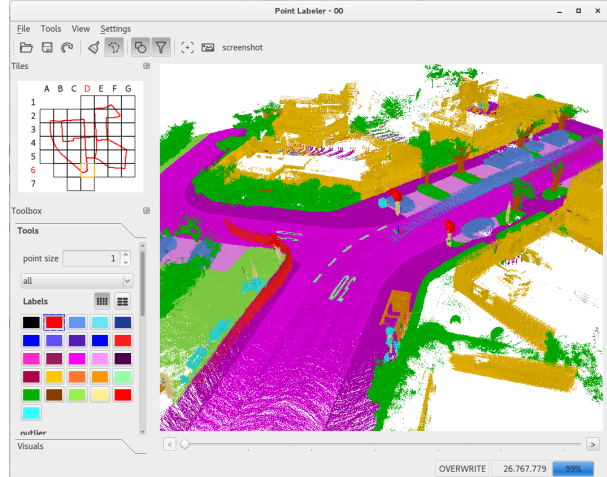 Point Labeler - 00
File Tools View Settings
screenshot
Tiles
A B C D E F G
1
2
3
4
5
6
7
Toolbox
Tools
point size 1
all
Labels
outlier
Visuals
< >
OVERWRITE 26.767.779 99%